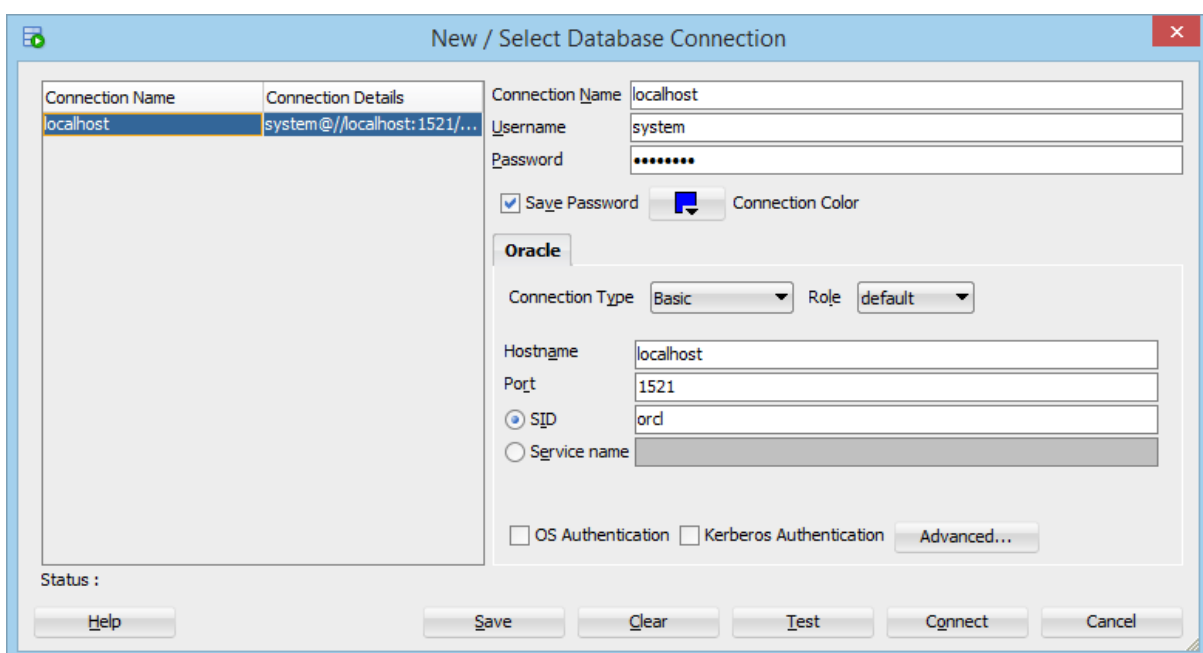 New / Select Database Connection
Connection Name Connection Details
localhost system@//localhost:1521/...
Connection Name localhost
Username system
Password ••••••••
Save Password Connection Color
Oracle
Connection Type Basic Role default
Hostname localhost
Port 1521
SID orcl
Service name
OS Authentication Kerberos Authentication Advanced...
Status :
Help Save Clear Test Connect Cancel